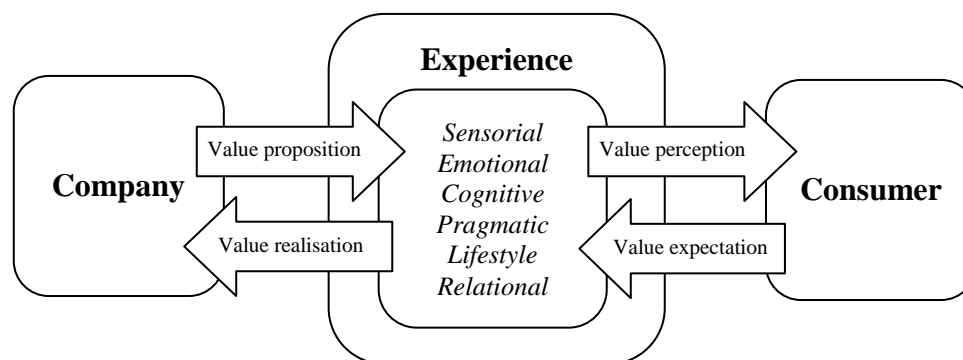 Experience
Company
Value proposition
Value realisation
Sensorial
Emotional
Cognitive
Pragmatic
Lifestyle
Relational
Value perception
Value expectation
Consumer